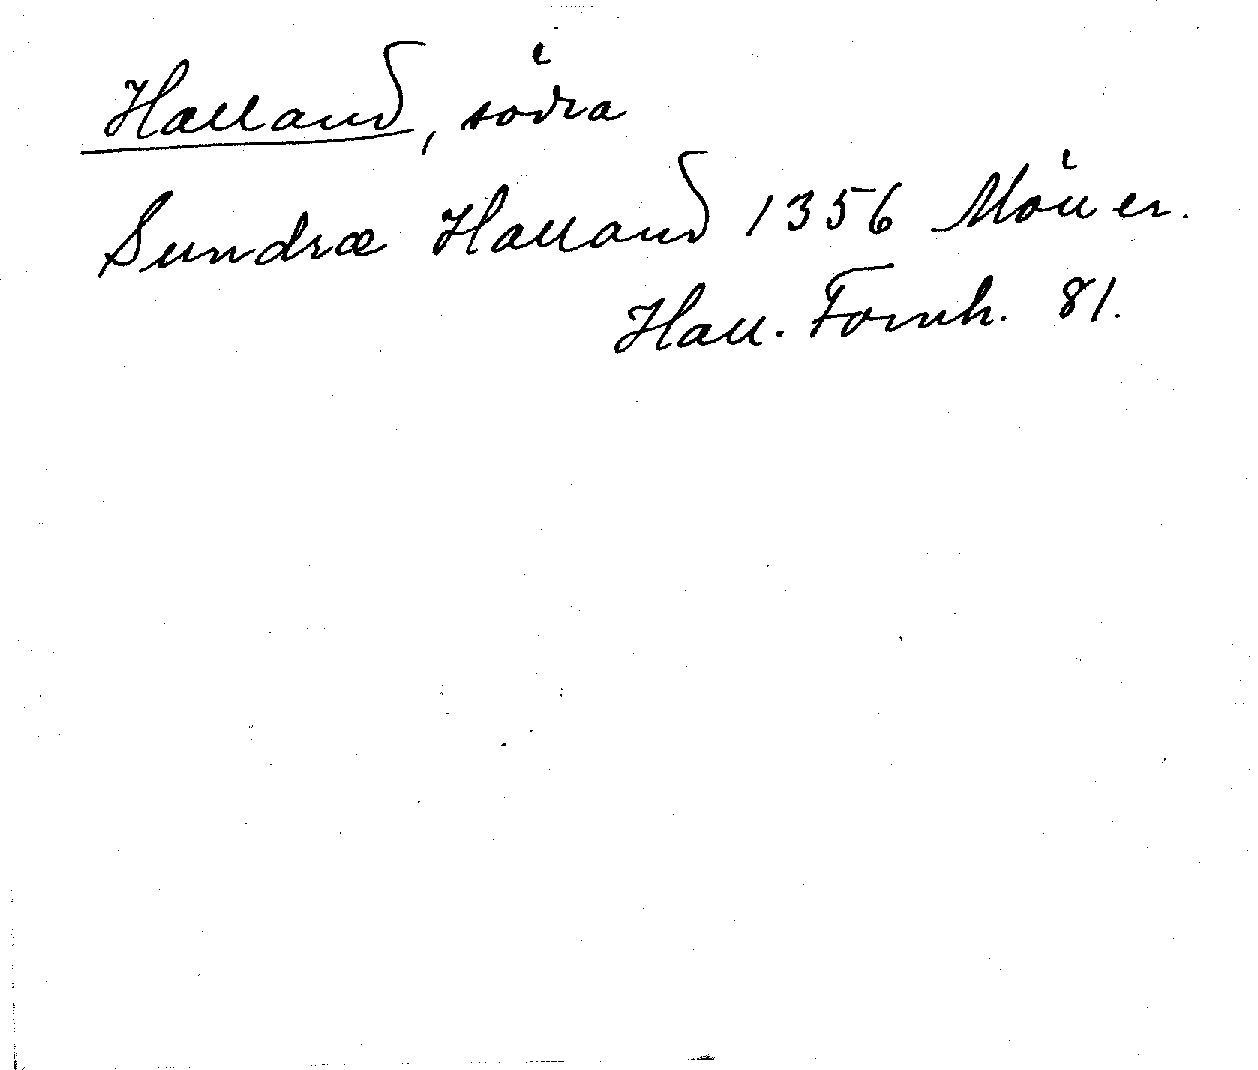 Halland, södra
Sundræ Halland 1356 Möller.
Hall. Fornh. 81.